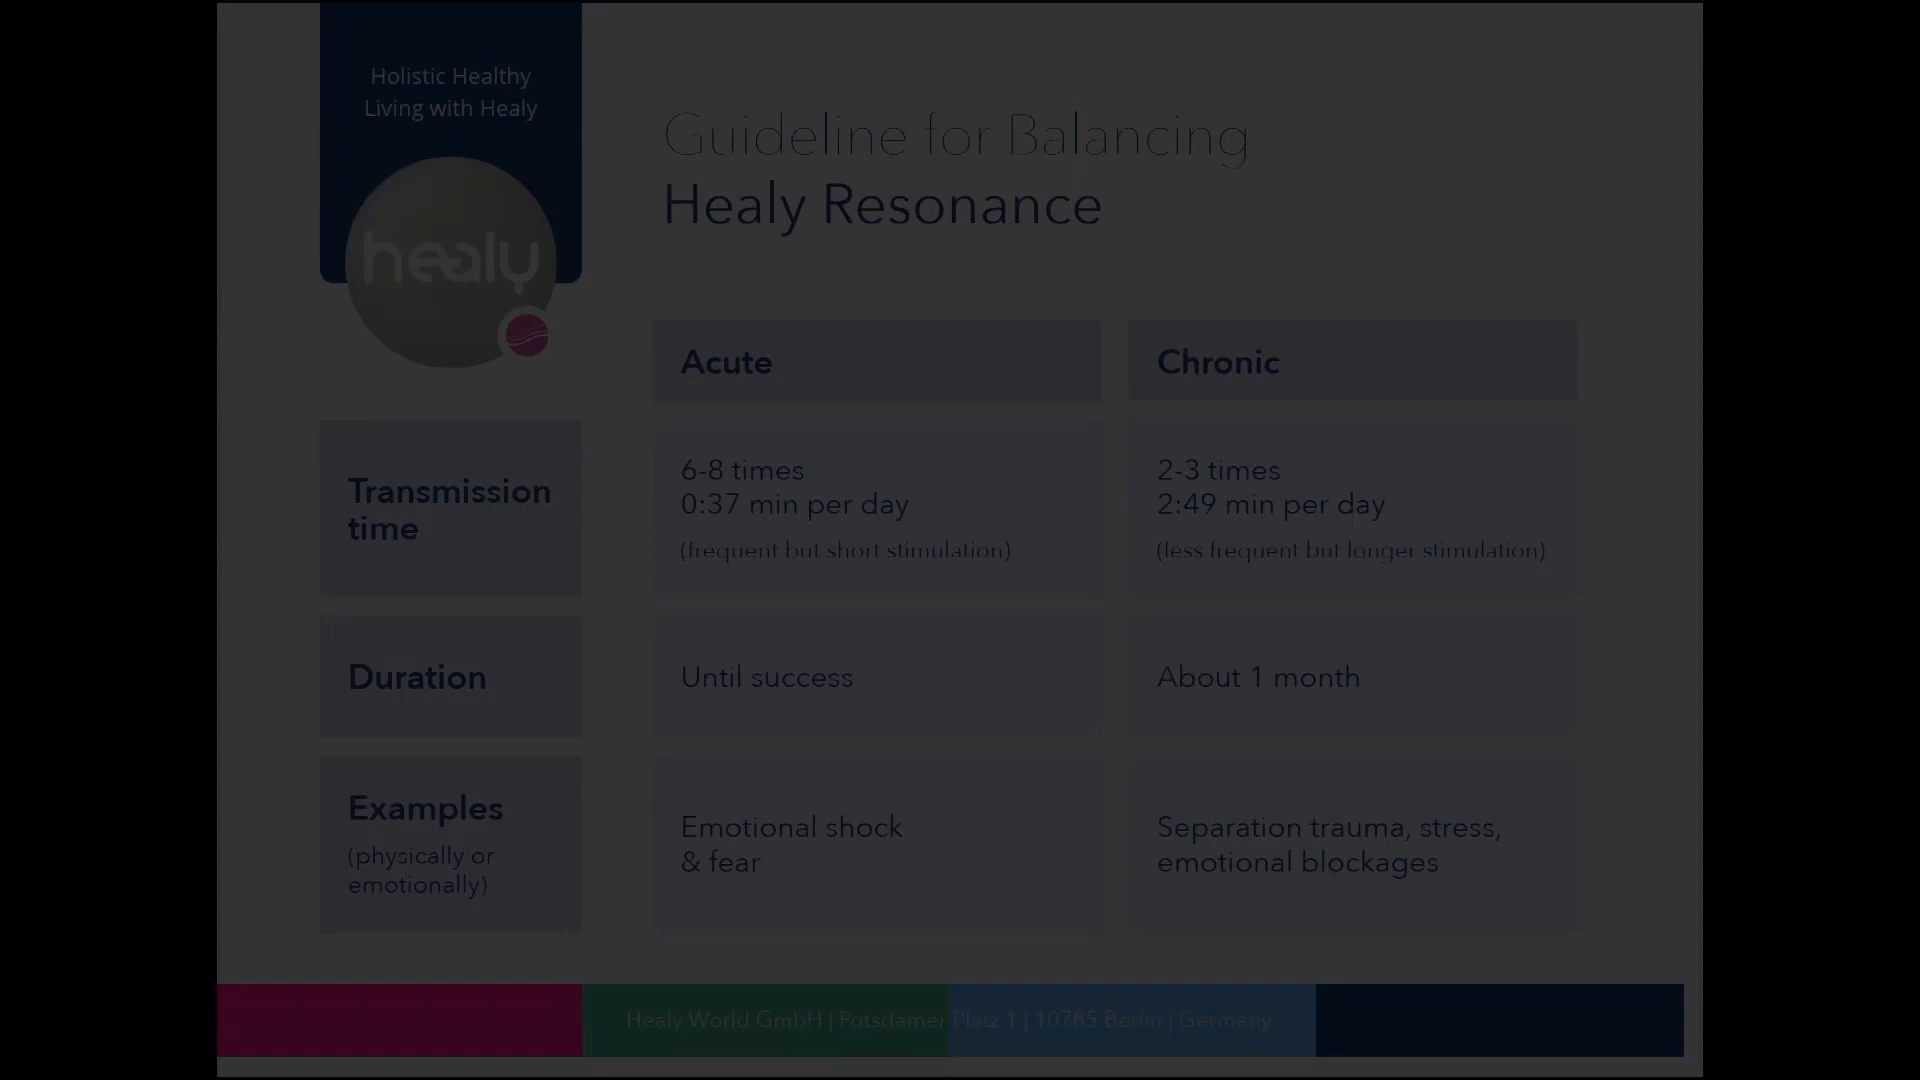 Holistic Healthy
Living with Healy
healy
Guideline for Balancing
Healy Resonance
Acute
Chronic
Transmission
time
6-8 times
0:37 min per day
(frequent but short stimulation)
2-3 times
2:49 min per day
(less frequent but longer stimulation)
Duration
Until success
About 1 month
Examples
(physically or
emotionally)
Emotional shock
& fear
Separation trauma, stress,
emotional blockages
Healy World GmbH | Potsdamer Platz 1 | 10785 Berlin | Germany